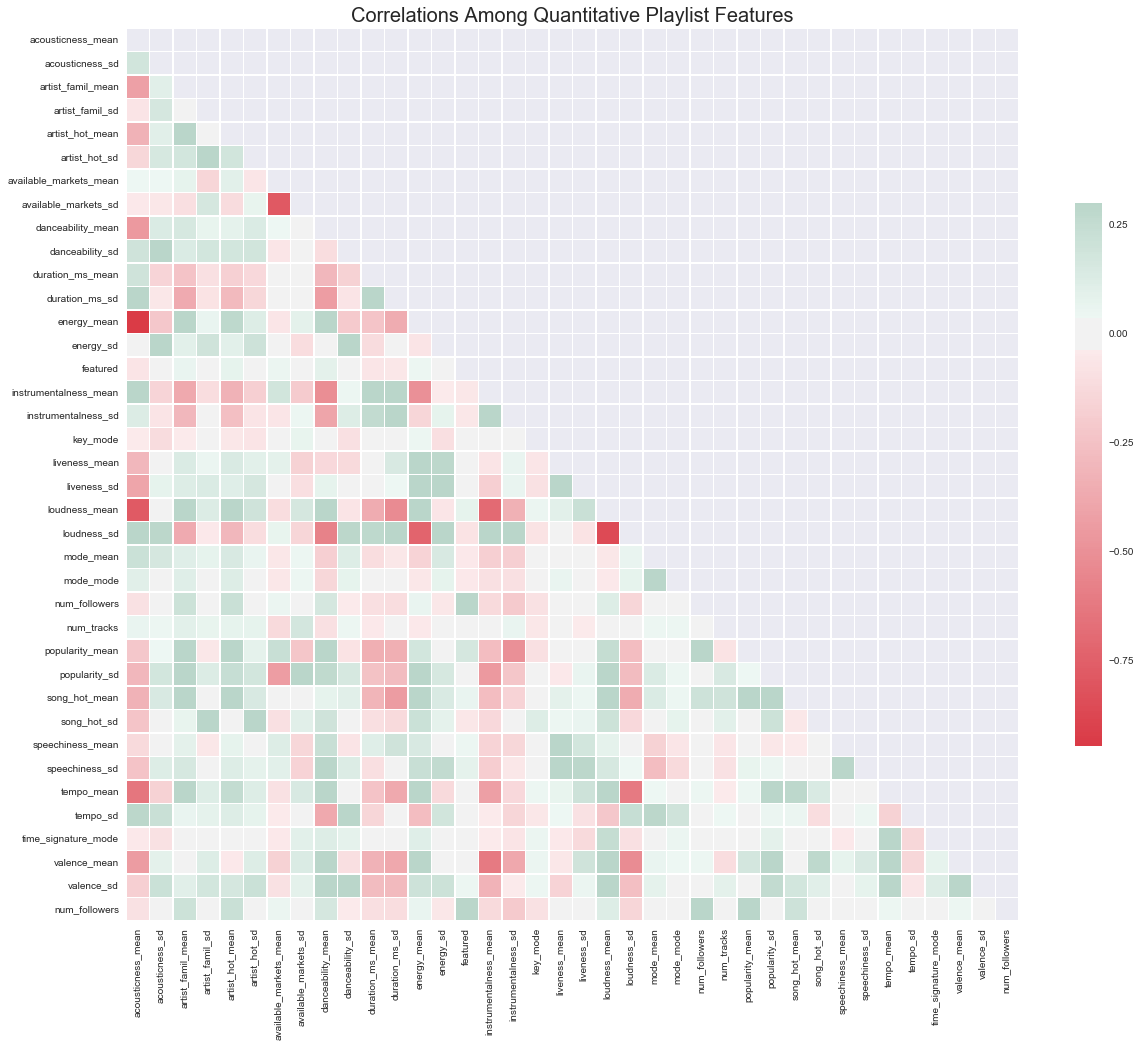 Correlations Among Quantitative Playlist Features
acousticness_mean
acousticness_sd
artist_famil_mean
artist_famil_sd
artist_hot_mean
artist_hot_sd
available_markets_mean
available_markets_sd
danceability_mean
danceability_sd
duration_ms_mean
duration_ms_sd
energy_mean
energy_sd
featured
instrumentalness_mean
instrumentalness_sd
key_mode
liveness_mean
liveness_sd
loudness_mean
loudness_sd
mode_mean
mode_mode
num_followers
num_tracks
popularity_mean
popularity_sd
song_hot_mean
song_hot_sd
speechiness_mean
speechiness_sd
tempo_mean
tempo_sd
time_signature_mode
valence_mean
valence_sd
num_followers
acousticness_mean
acousticness_sd
artist_famil_mean
artist_famil_sd
artist_hot_mean
artist_hot_sd
available_markets_mean
available_markets_sd
danceability_mean
danceability_sd
duration_ms_mean
duration_ms_sd
energy_mean
energy_sd
featured
instrumentalness_mean
instrumentalness_sd
key_mode
liveness_mean
liveness_sd
loudness_mean
loudness_sd
mode_mean
mode_mode
num_followers
num_tracks
popularity_mean
popularity_sd
song_hot_mean
song_hot_sd
speechiness_mean
speechiness_sd
tempo_mean
tempo_sd
time_signature_mode
valence_mean
valence_sd
num_followers
0.25
0.00
−0.25
−0.50
−0.75